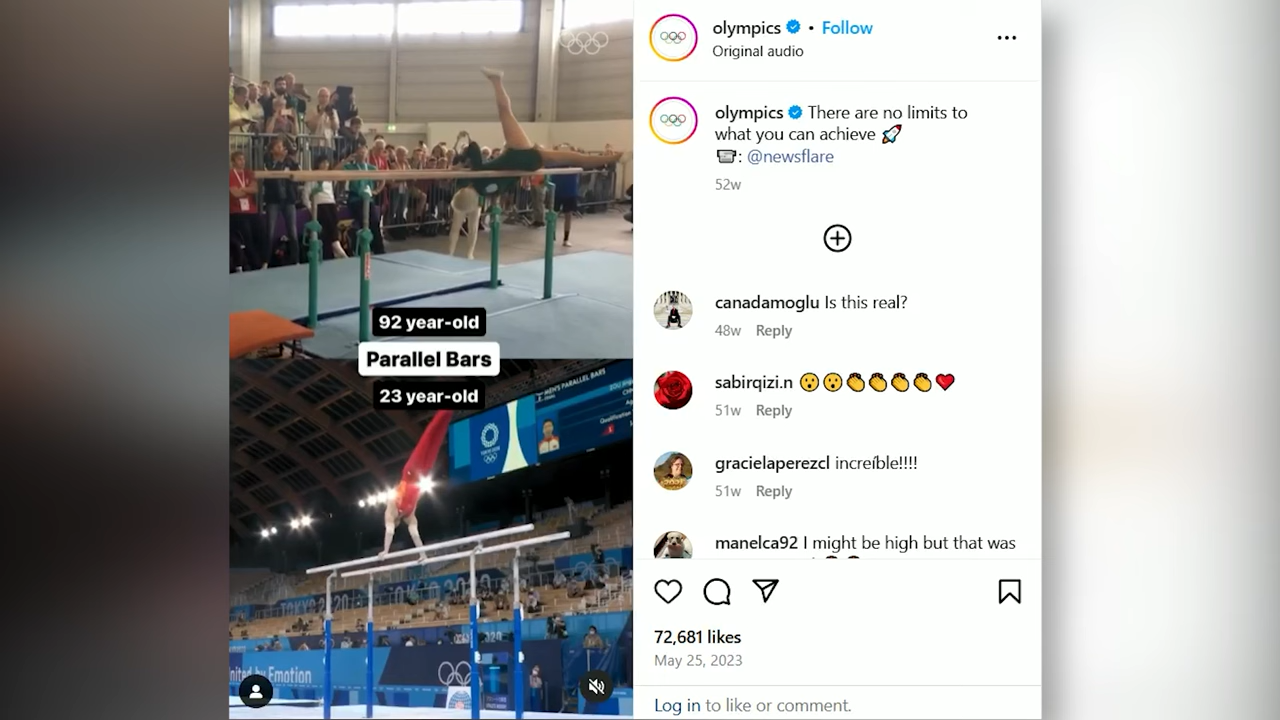 olympics • Follow
Original audio
olympics There are no limits to
what you can achieve 🚀
📹: @newsflare
52w
canadamoglu Is this real?
48w Reply
sabirqizi.n 😮😮👏👏👏👏❤️
51w Reply
gracielaperezcl increíble!!!!
51w Reply
manelca92 I might be high but that was
72,681 likes
May 25, 2023
Log in to like or comment.
92 year-old
Parallel Bars
23 year-old
MEN'S PARALLEL BARS
TOKYO 2020
nited by Emotion